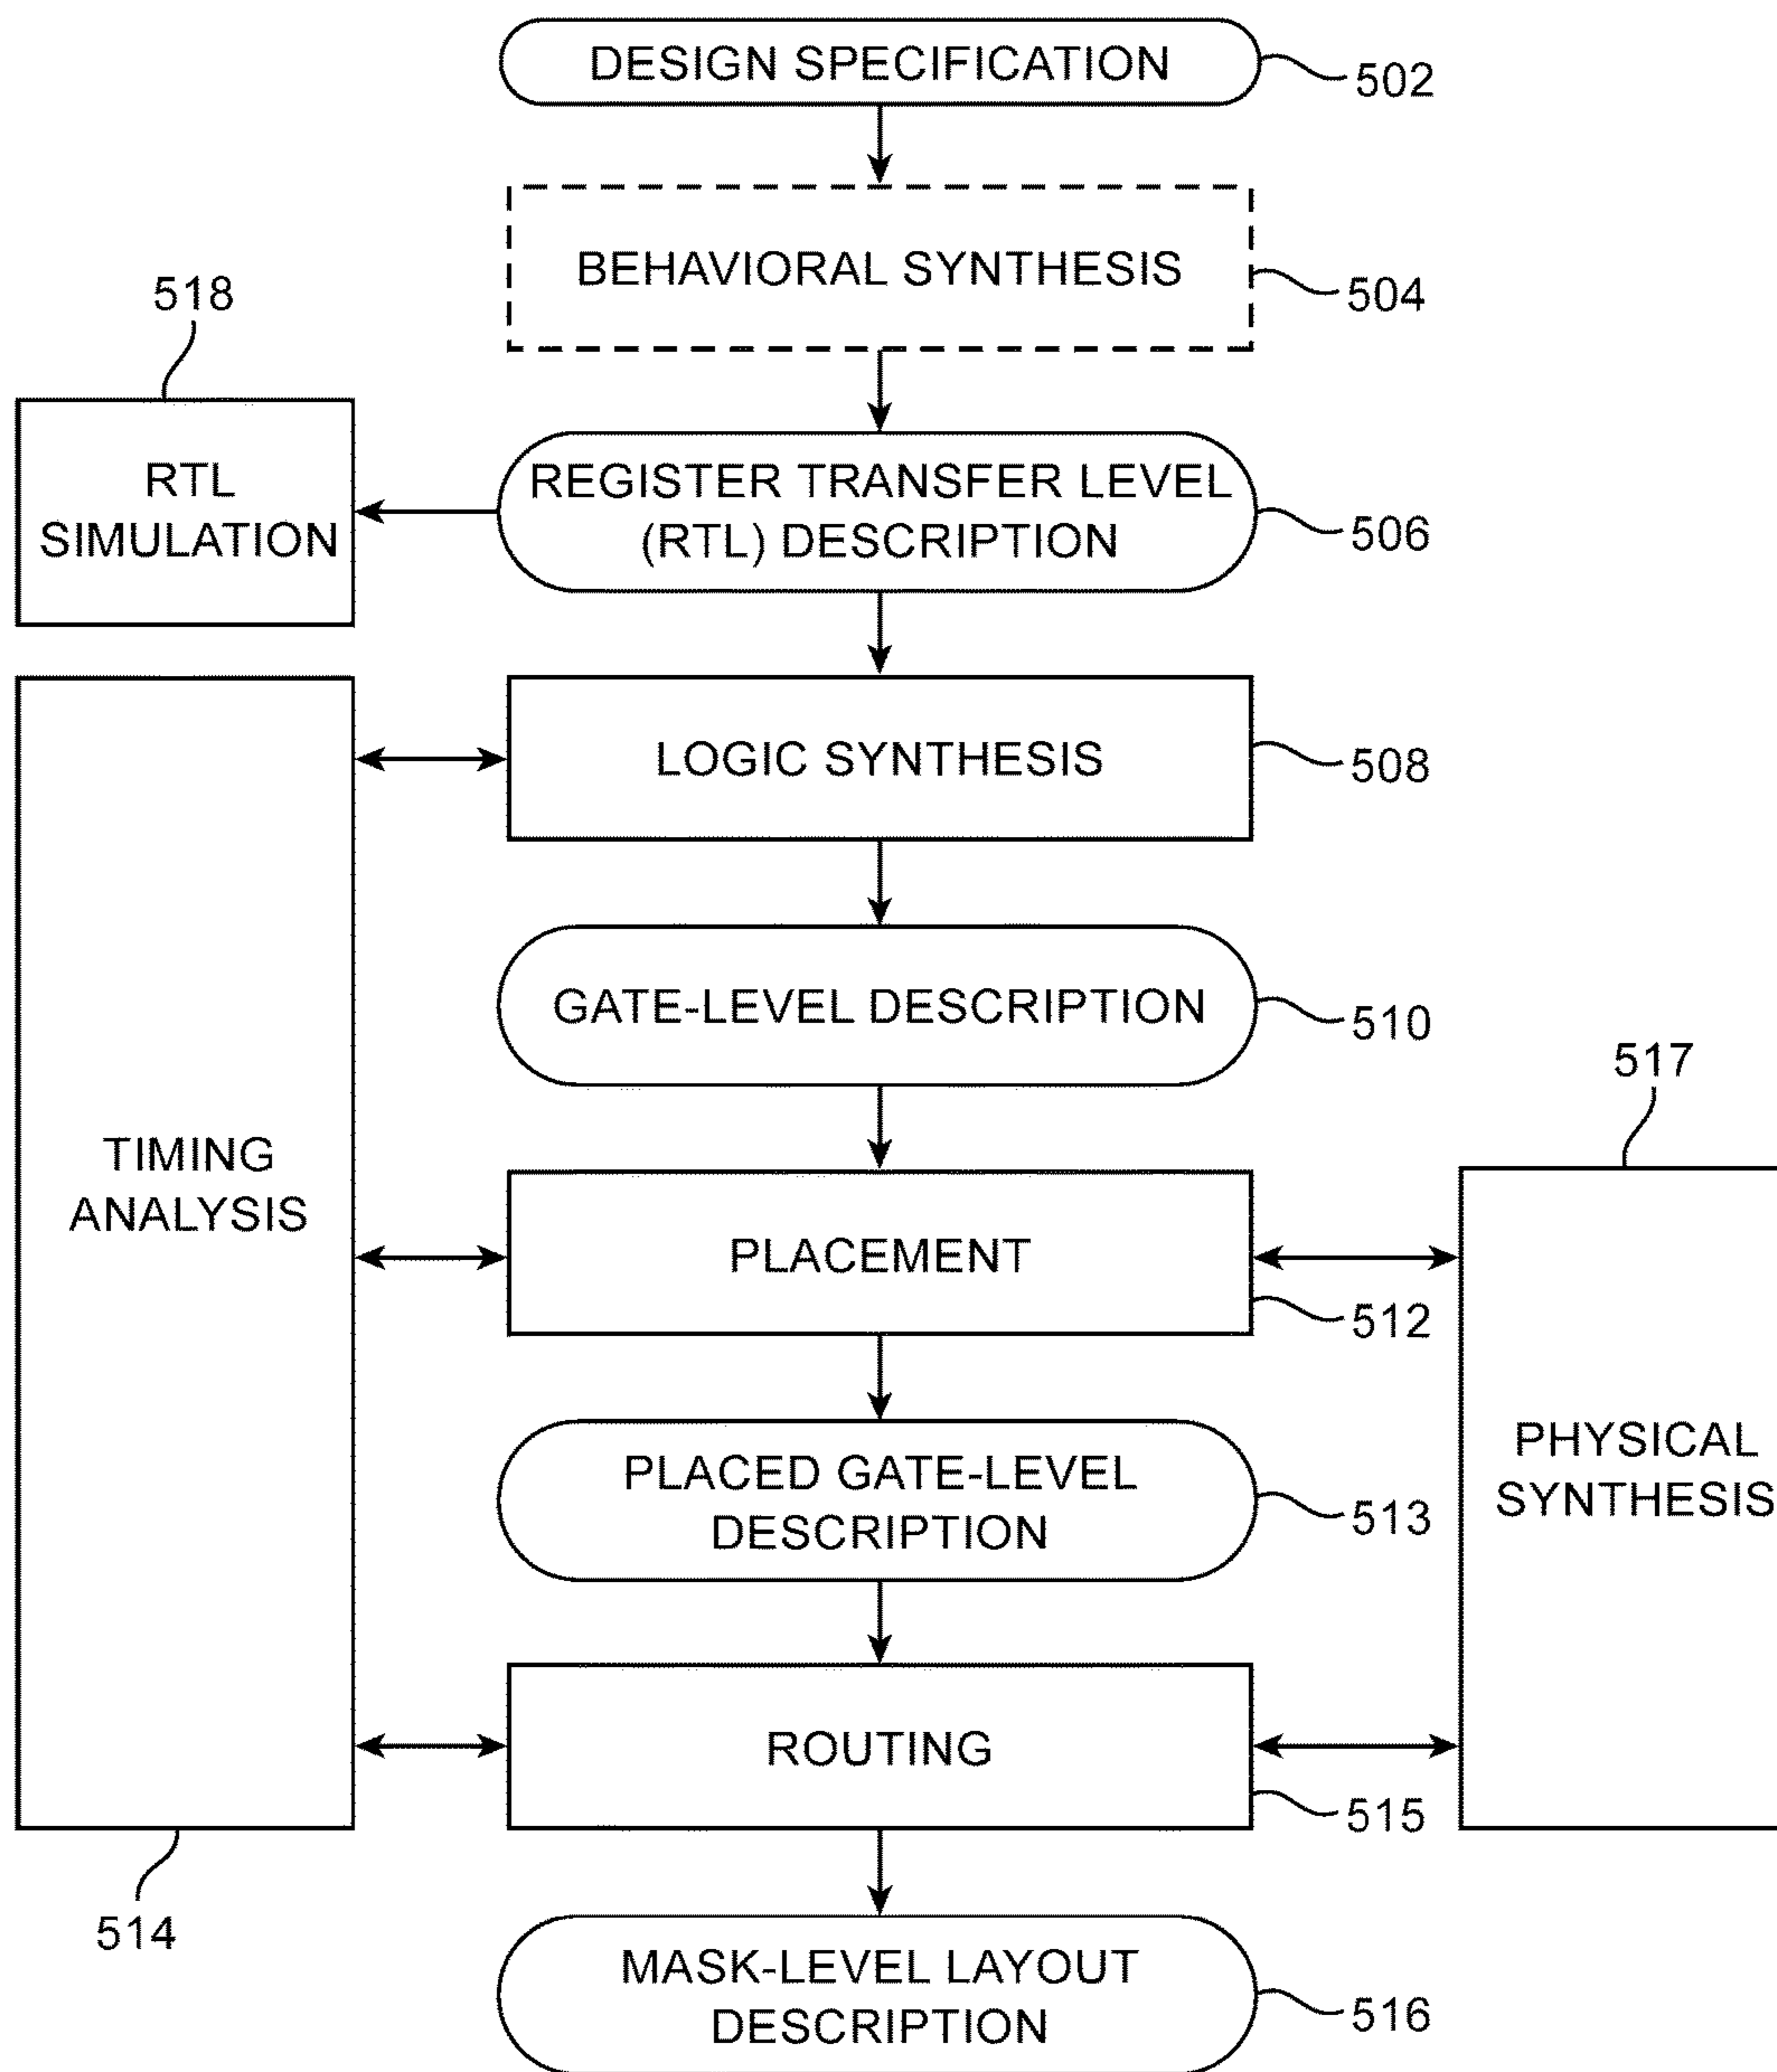 DESIGN SPECIFICATION
502
BEHAVIORAL SYNTHESIS
504
518
RTL
SIMULATION
REGISTER TRANSFER LEVEL
(RTL) DESCRIPTION
506
LOGIC SYNTHESIS
508
GATE-LEVEL DESCRIPTION
510
517
TIMING
ANALYSIS
PLACEMENT
512
PLACED GATE-LEVEL
DESCRIPTION
513
PHYSICAL
SYNTHESIS
ROUTING
515
514
MASK-LEVEL LAYOUT
DESCRIPTION
516